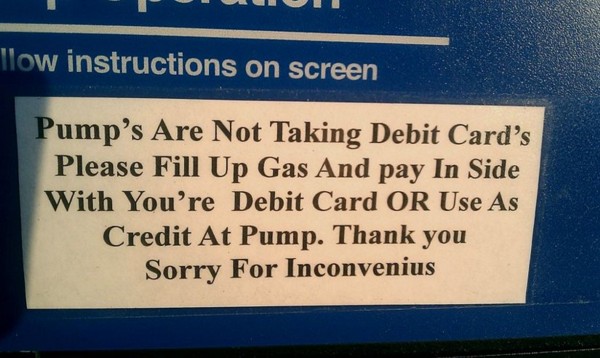 llow instructions on screen
Pump's Are Not Taking Debit Card's
Please Fill Up Gas And pay In Side
With You're Debit Card OR Use As
Credit At Pump. Thank you
Sorry For Inconvenius